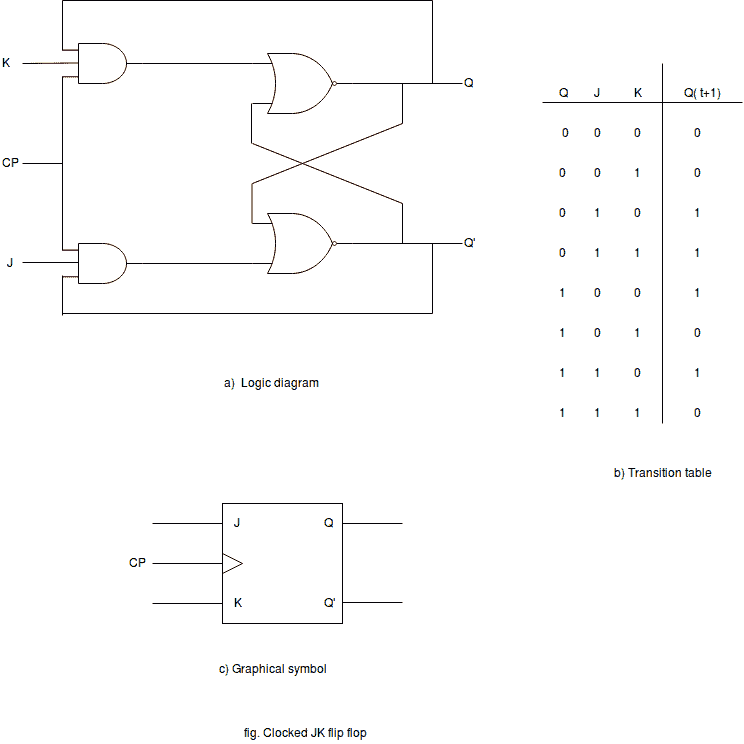 K
CP
J
Q
Q'
a) Logic diagram
Q J K Q( t+1)
0 0 0 0
0 0 1 0
0 1 0 1
0 1 1 1
1 0 0 1
1 0 1 0
1 1 0 1
1 1 1 0
b) Transition table
J Q
CP
K Q'
c) Graphical symbol
fig. Clocked JK flip flop